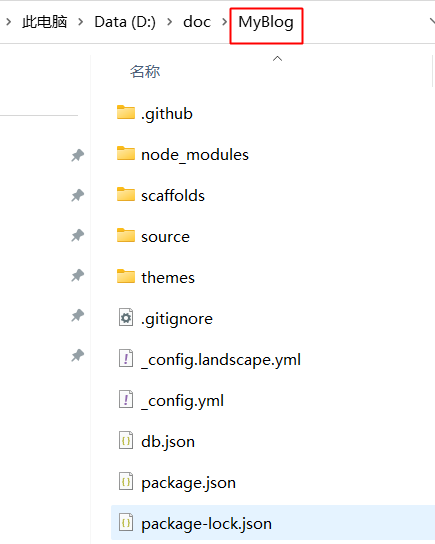 此电脑 > Data (D:) > doc > MyBlog
名称
.github
node_modules
scaffolds
source
themes
.gitignore
_config.landscape.yml
_config.yml
db.json
package.json
package-lock.json